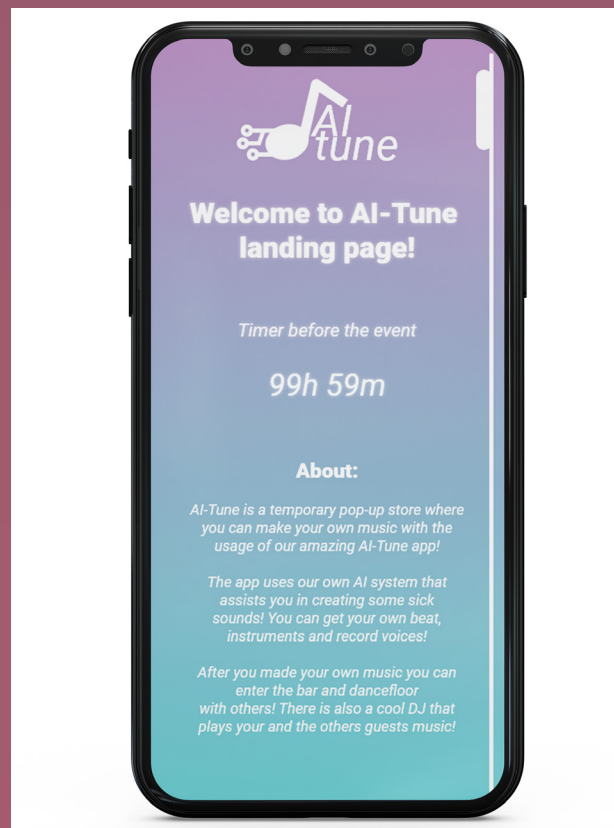 AI
tune
Welcome to AI-Tune
landing page!
Timer before the event
99h 59m
About:
AI-Tune is a temporary pop-up store where
you can make your own music with the
usage of our amazing AI-Tune app!
The app uses our own AI system that
assists you in creating some sick
sounds! You can get your own beat,
instruments and record voices!
After you made your own music you can
enter the bar and dancefloor
with others! There is also a cool DJ that
plays your and the others guests music!